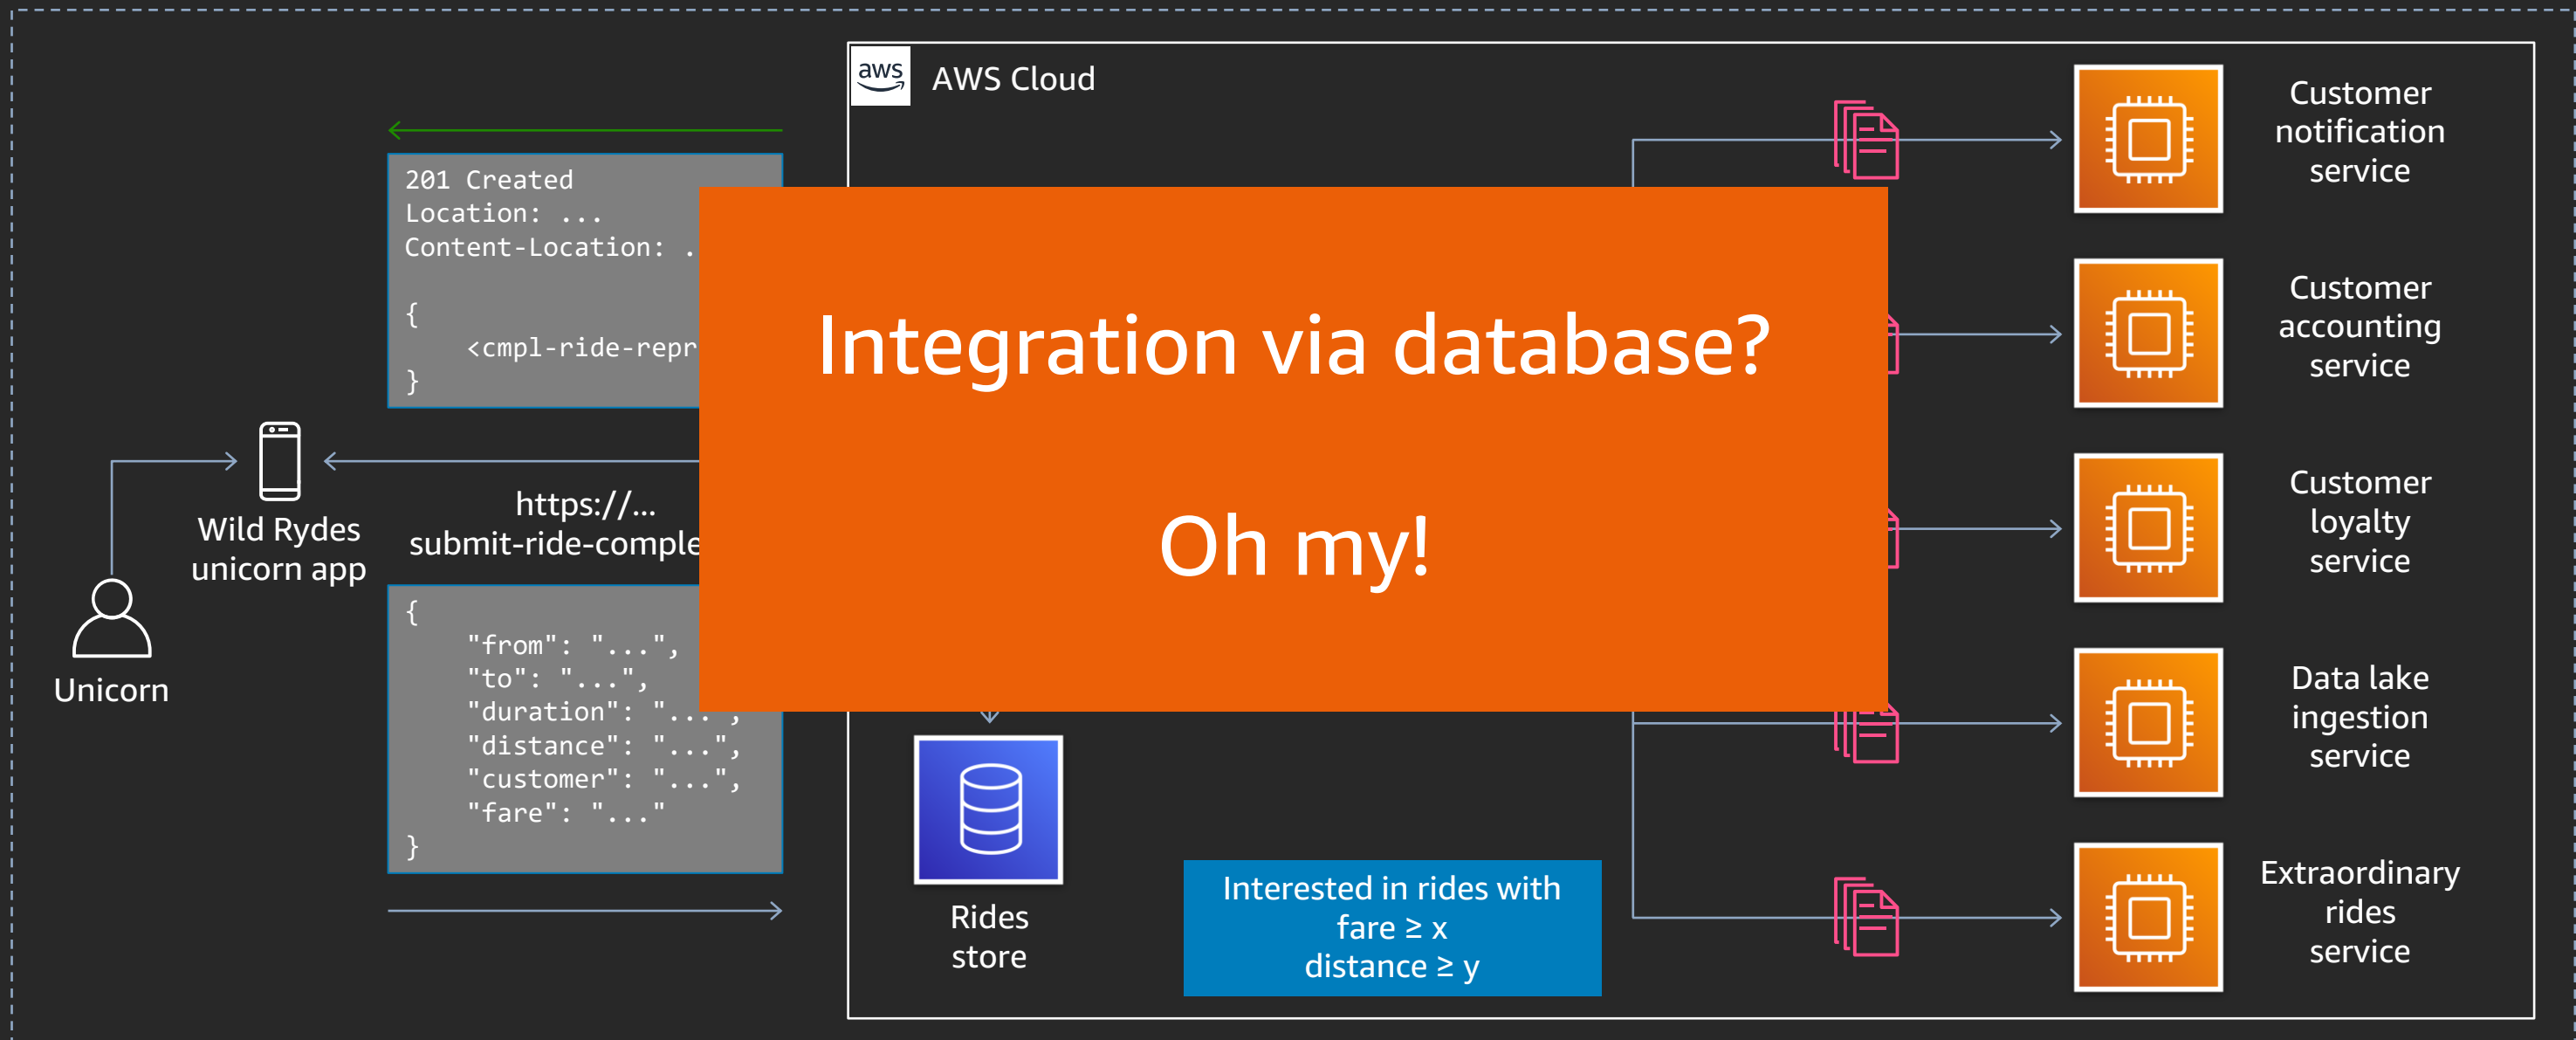 aws
AWS Cloud
201 Created
Location: ...
Content-Location: .
{
<cmpl-ride-repr
}
Wild Rydes
unicorn app
Unicorn
https://...
submit-ride-comple
{
"from": "...",
"to": "...",
"duration": "...",
"distance": "...",
"customer": "...",
"fare": "..."
}
Integration via database?
Oh my!
Rides
store
Interested in rides with
fare ≥ x
distance ≥ y
Customer
notification
service
Customer
accounting
service
Customer
loyalty
service
Data lake
ingestion
service
Extraordinary
rides
service